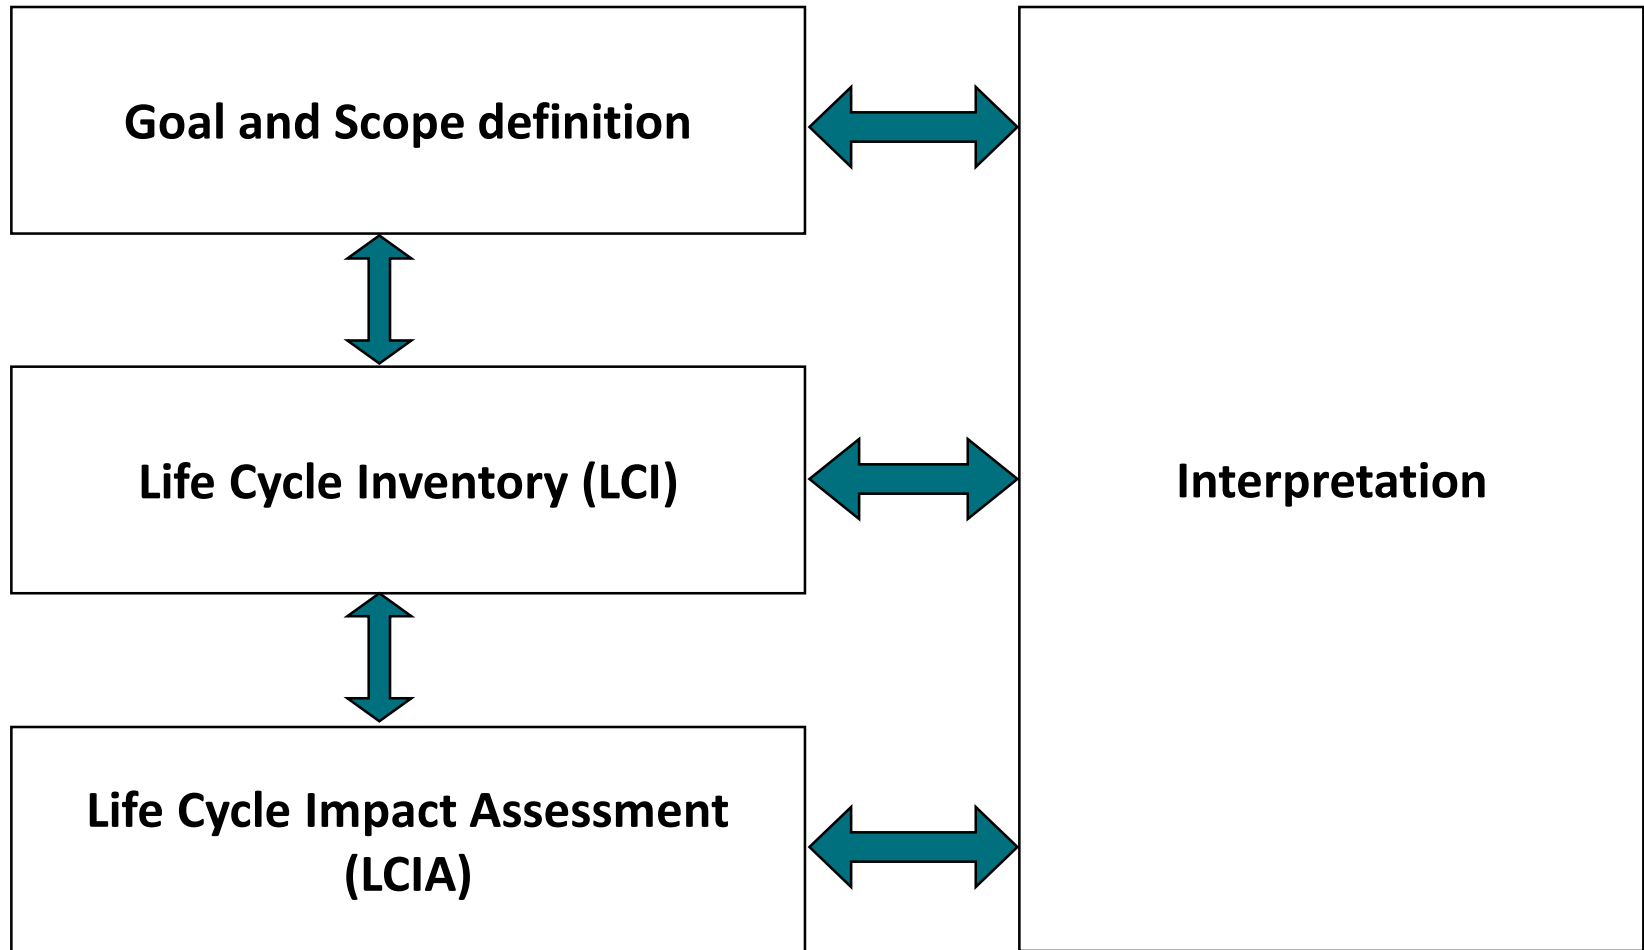 Goal and Scope definition
Life Cycle Inventory (LCI)
Interpretation
Life Cycle Impact Assessment
(LCIA)